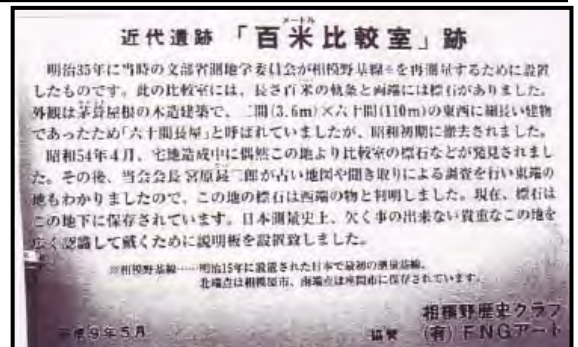 メートル
近代遺跡 「百米比較室」跡
明治35年に当時の文部省測地学委員会が相模野基線※を再測量するために設置
したものです。この比較室には、長さ百米の軌条と両端には標石がありました。
外観は茅葺屋根の木造建築で、二間(3.6m)×六十間(110m)の東西に細長い建物
であったため「六十間長屋」と呼ばれていましたが、昭和初期に撤去されました。
昭和54年4月、宅地造成中に偶然この地より比較室の標石などが発見されまし
た。その後、当会会長 宮原 二郎が古い地図や聞き取りによる調査を行い東端の
地もわかりましたので、この地の標石は西端の物と判明しました。現在、標石は
この地下に保存されています。日本測量史上、欠く事の出来ない貴重なこの地を
広く認識して戴くために説明板を設置致しました。
※相模野基線……明治15年に設置された日本で最初の測量基線。
北端点は相模原市、南端点は座間市に保存されています。
平成9年5月
相模野歴史クラブ
協賛 (有)FNGアート